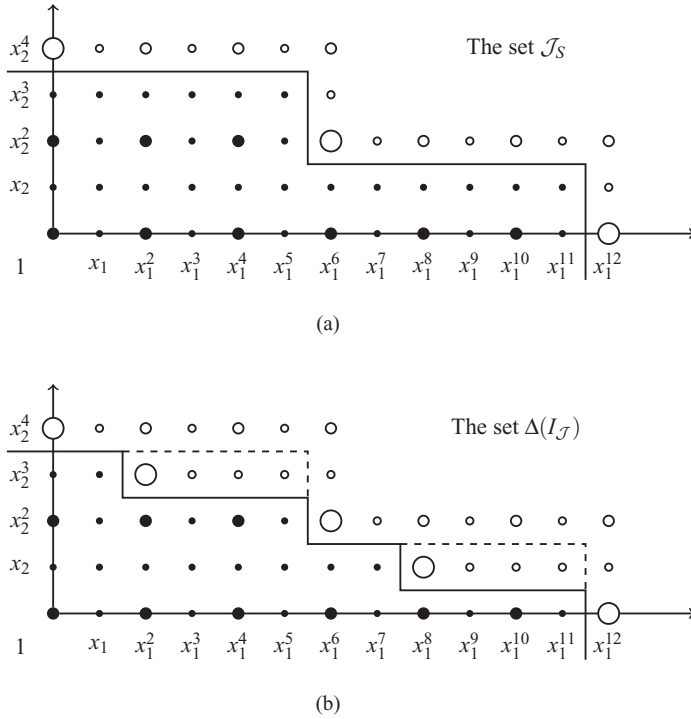 x_2^4 The set 𝒥_S
x_2^3
x_2^2
x_2
1 x_1 x_1^2 x_1^3 x_1^4 x_1^5 x_1^6 x_1^7 x_1^8 x_1^9 x_1^10 x_1^11 x_1^12
(a)
x_2^4 The set Δ(I_𝒥)
x_2^3
x_2^2
x_2
1 x_1 x_1^2 x_1^3 x_1^4 x_1^5 x_1^6 x_1^7 x_1^8 x_1^9 x_1^10 x_1^11 x_1^12
(b)